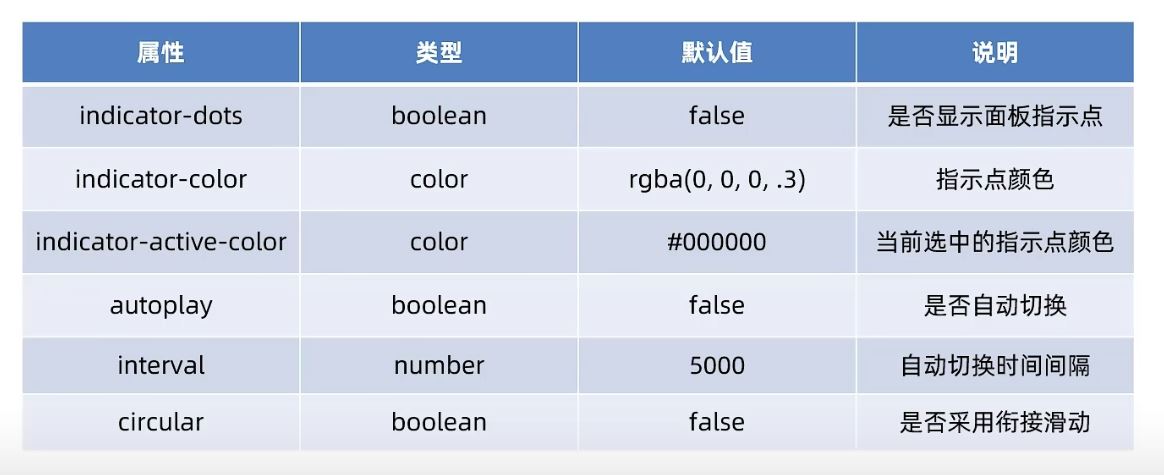 属性 类型 默认值 说明
indicator-dots boolean false 是否显示面板指示点
indicator-color color rgba(0, 0, 0, .3) 指示点颜色
indicator-active-color color #000000 当前选中的指示点颜色
autoplay boolean false 是否自动切换
interval number 5000 自动切换时间间隔
circular boolean false 是否采用衔接滑动